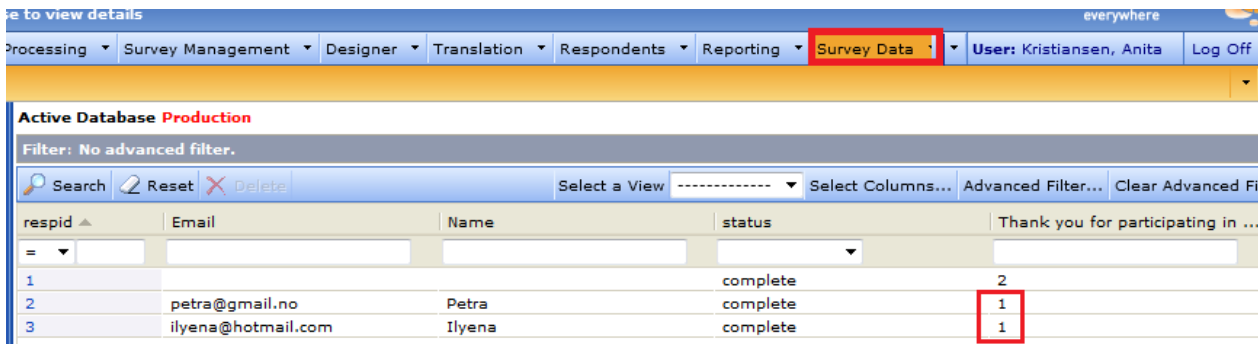 se to view details everywhere
Processing Survey Management Designer Translation Respondents Reporting Survey Data User: Kristiansen, Anita Log Off
Active Database Production
Filter: No advanced filter.
Search Reset Delete Select a View ------------- Select Columns... Advanced Filter... Clear Advanced Fi
respid Email Name status Thank you for participating in ...
=
1 complete 2
2 petra@gmail.no Petra complete 1
3 ilyena@hotmail.com Ilyena complete 1